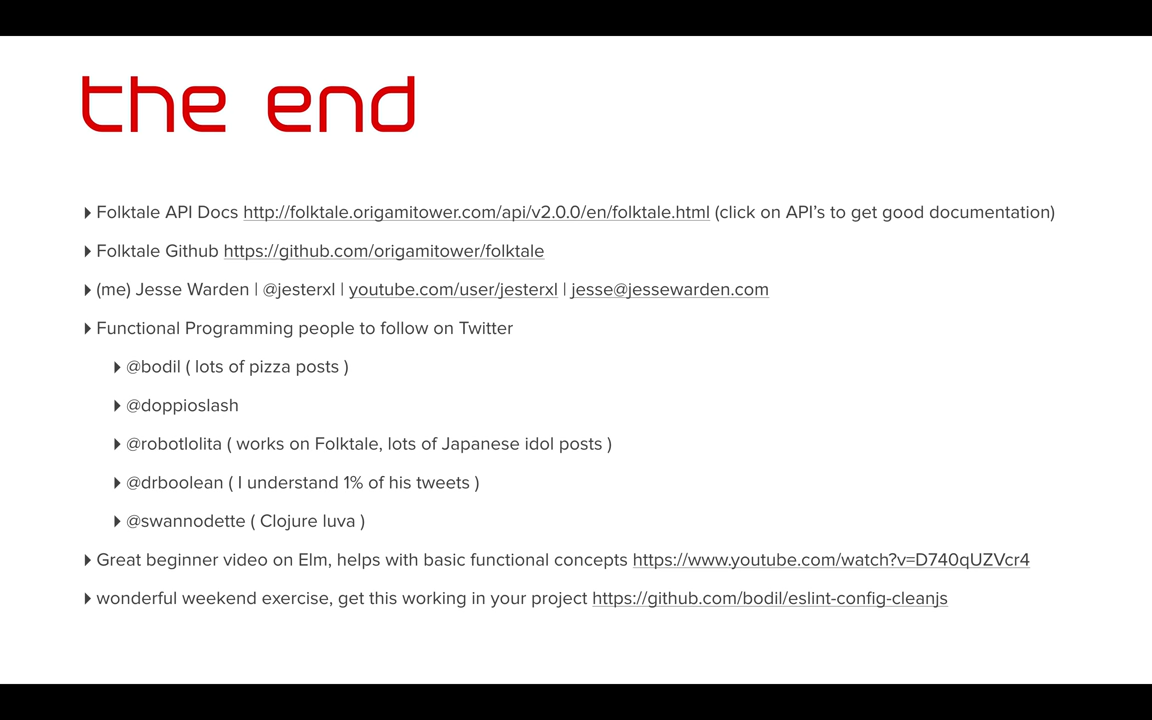 the end
Folktale API Docs http://folktale.origamitower.com/api/v2.0.0/en/folktale.html (click on API’s to get good documentation)
Folktale Github https://github.com/origamitower/folktale
(me) Jesse Warden | @jesterxl | youtube.com/user/jesterxl | jesse@jessewarden.com
Functional Programming people to follow on Twitter
@bodil ( lots of pizza posts )
@doppioslash
@robotlolita ( works on Folktale, lots of Japanese idol posts )
@drboolean ( I understand 1% of his tweets )
@swannodette ( Clojure luva )
Great beginner video on Elm, helps with basic functional concepts https://www.youtube.com/watch?v=D740qUZVcr4
wonderful weekend exercise, get this working in your project https://github.com/bodil/eslint-config-cleanjs